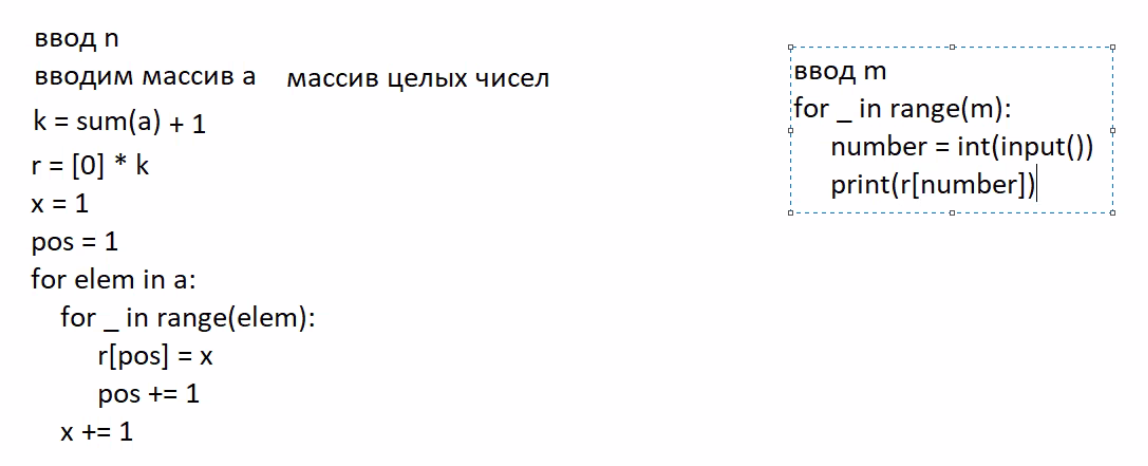 ввод n
вводим массив a массив целых чисел
k = sum(a) + 1
r = [0] * k
x = 1
pos = 1
for elem in a:
for _ in range(elem):
r[pos] = x
pos += 1
x += 1
ввод m
for _ in range(m):
number = int(input())
print(r[number])